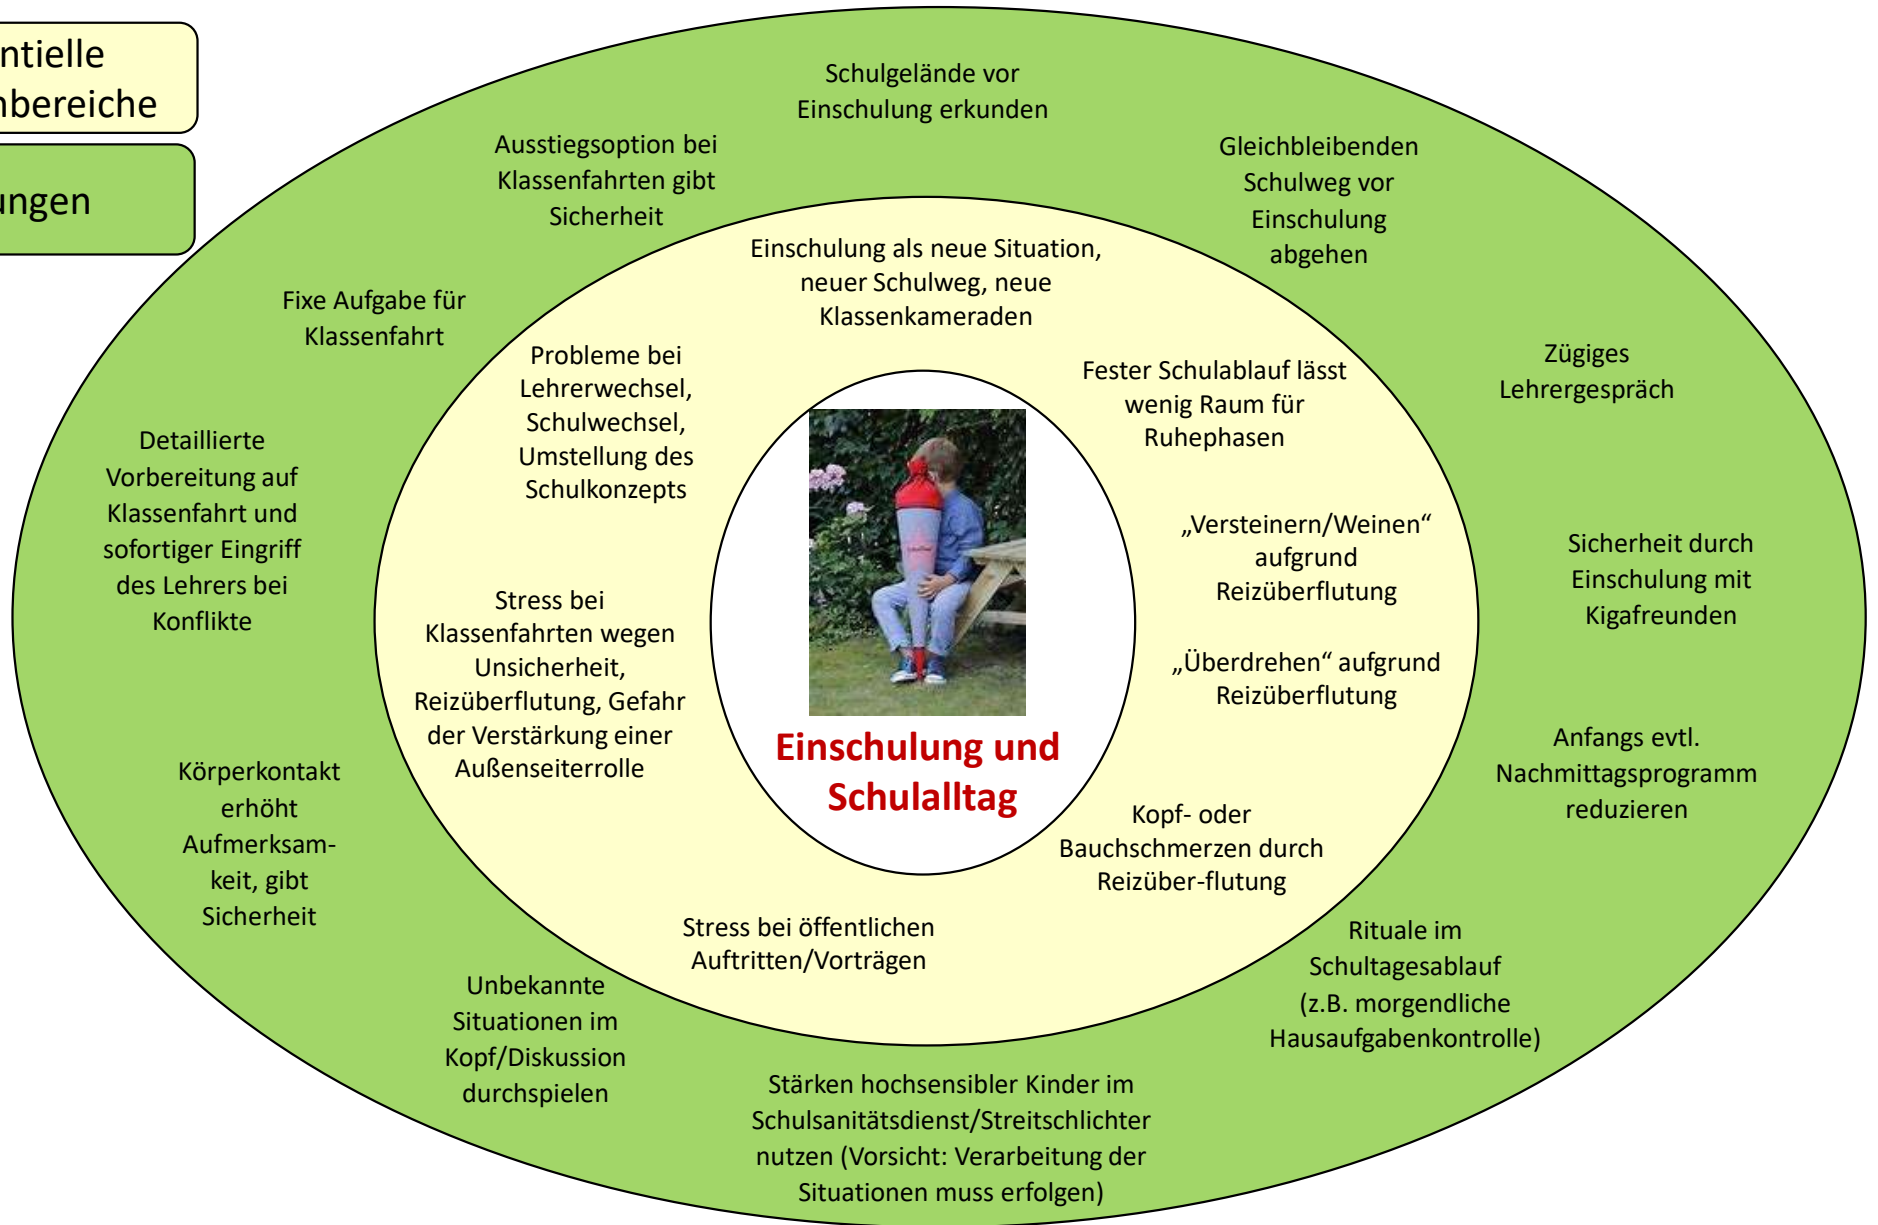 ntielle
nbereiche
ungen
Schulgelände vor
Einschulung erkunden
Ausstiegsoption bei
Klassenfahrten gibt
Sicherheit
Gleichbleibenden
Schulweg vor
Einschulung
abgehen
Fixe Aufgabe für
Klassenfahrt
Zügiges
Lehrergespräch
Detaillierte
Vorbereitung auf
Klassenfahrt und
sofortiger Eingriff
des Lehrers bei
Konflikte
Sicherheit durch
Einschulung mit
Kigafreunden
Körperkontakt
erhöht
Aufmerksam-
keit, gibt
Sicherheit
Anfangs evtl.
Nachmittagsprogramm
reduzieren
Unbekannte
Situationen im
Kopf/Diskussion
durchspielen
Rituale im
Schultagesablauf
(z.B. morgendliche
Hausaufgabenkontrolle)
Stärken hochsensibler Kinder im
Schulsanitätsdienst/Streitschlichter
nutzen (Vorsicht: Verarbeitung der
Situationen muss erfolgen)
Einschulung als neue Situation,
neuer Schulweg, neue
Klassenkameraden
Probleme bei
Lehrerwechsel,
Schulwechsel,
Umstellung des
Schulkonzepts
Fester Schulablauf lässt
wenig Raum für
Ruhephasen
„Versteinern/Weinen“
aufgrund
Reizüberflutung
Stress bei
Klassenfahrten wegen
Unsicherheit,
Reizüberflutung, Gefahr
der Verstärkung einer
Außenseiterrolle
„Überdrehen“ aufgrund
Reizüberflutung
Kopf- oder
Bauchschmerzen durch
Reizüber-flutung
Stress bei öffentlichen
Auftritten/Vorträgen
Einschulung und
Schulalltag